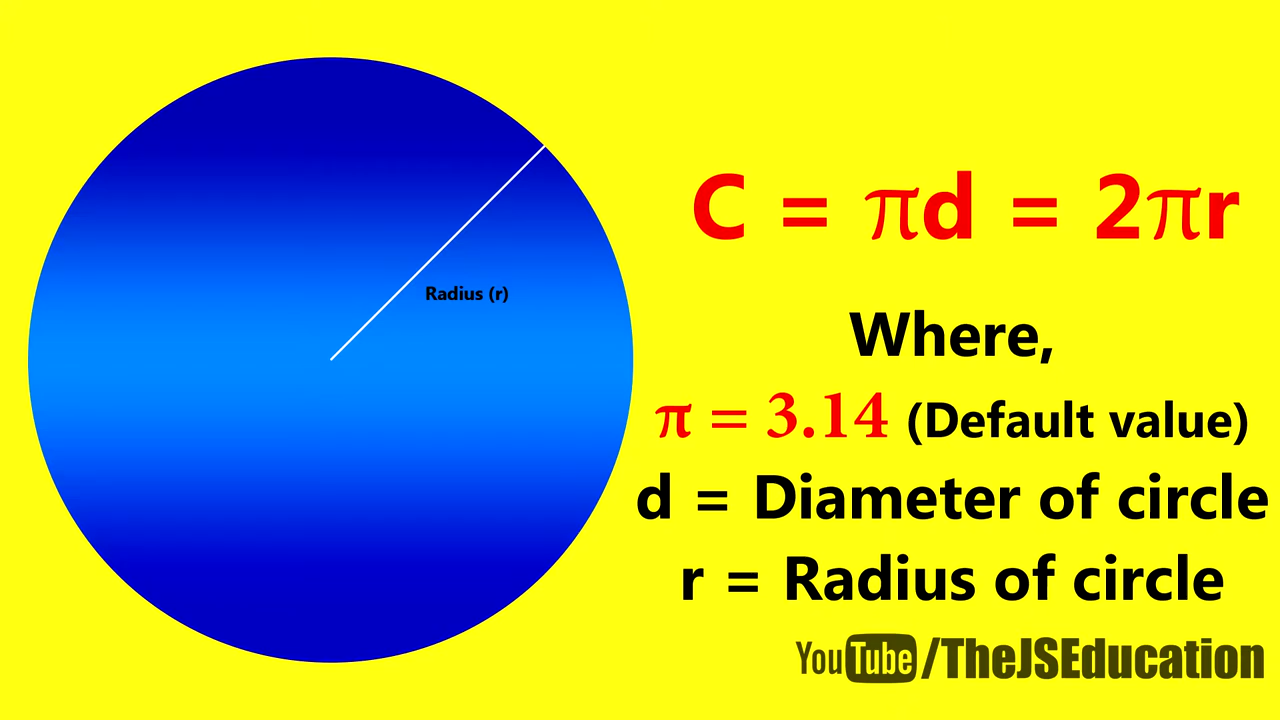 C = πd = 2πr
Radius (r)
Where,
π = 3.14 (Default value)
d = Diameter of circle
r = Radius of circle
YouTube/TheJSEducation